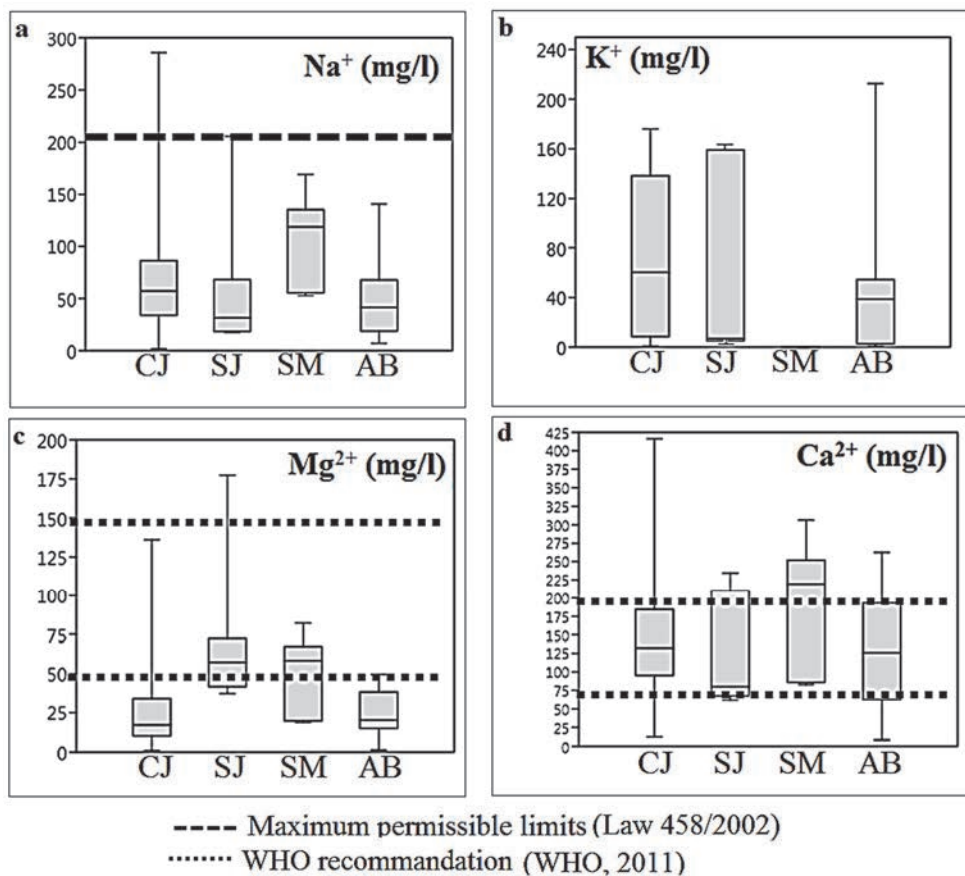 a
Na⁺ (mg/l)
300
250
200
150
100
50
0
CJ SJ SM AB
b
K⁺ (mg/l)
240
200
160
120
80
40
0
CJ SJ SM AB
c
Mg²⁺ (mg/l)
200
175
150
125
100
75
50
25
0
CJ SJ SM AB
d
Ca²⁺ (mg/l)
425
400
375
350
325
300
275
250
225
200
175
150
125
100
75
50
25
0
CJ SJ SM AB
Maximum permissible limits (Law 458/2002)
WHO recommandation (WHO, 2011)